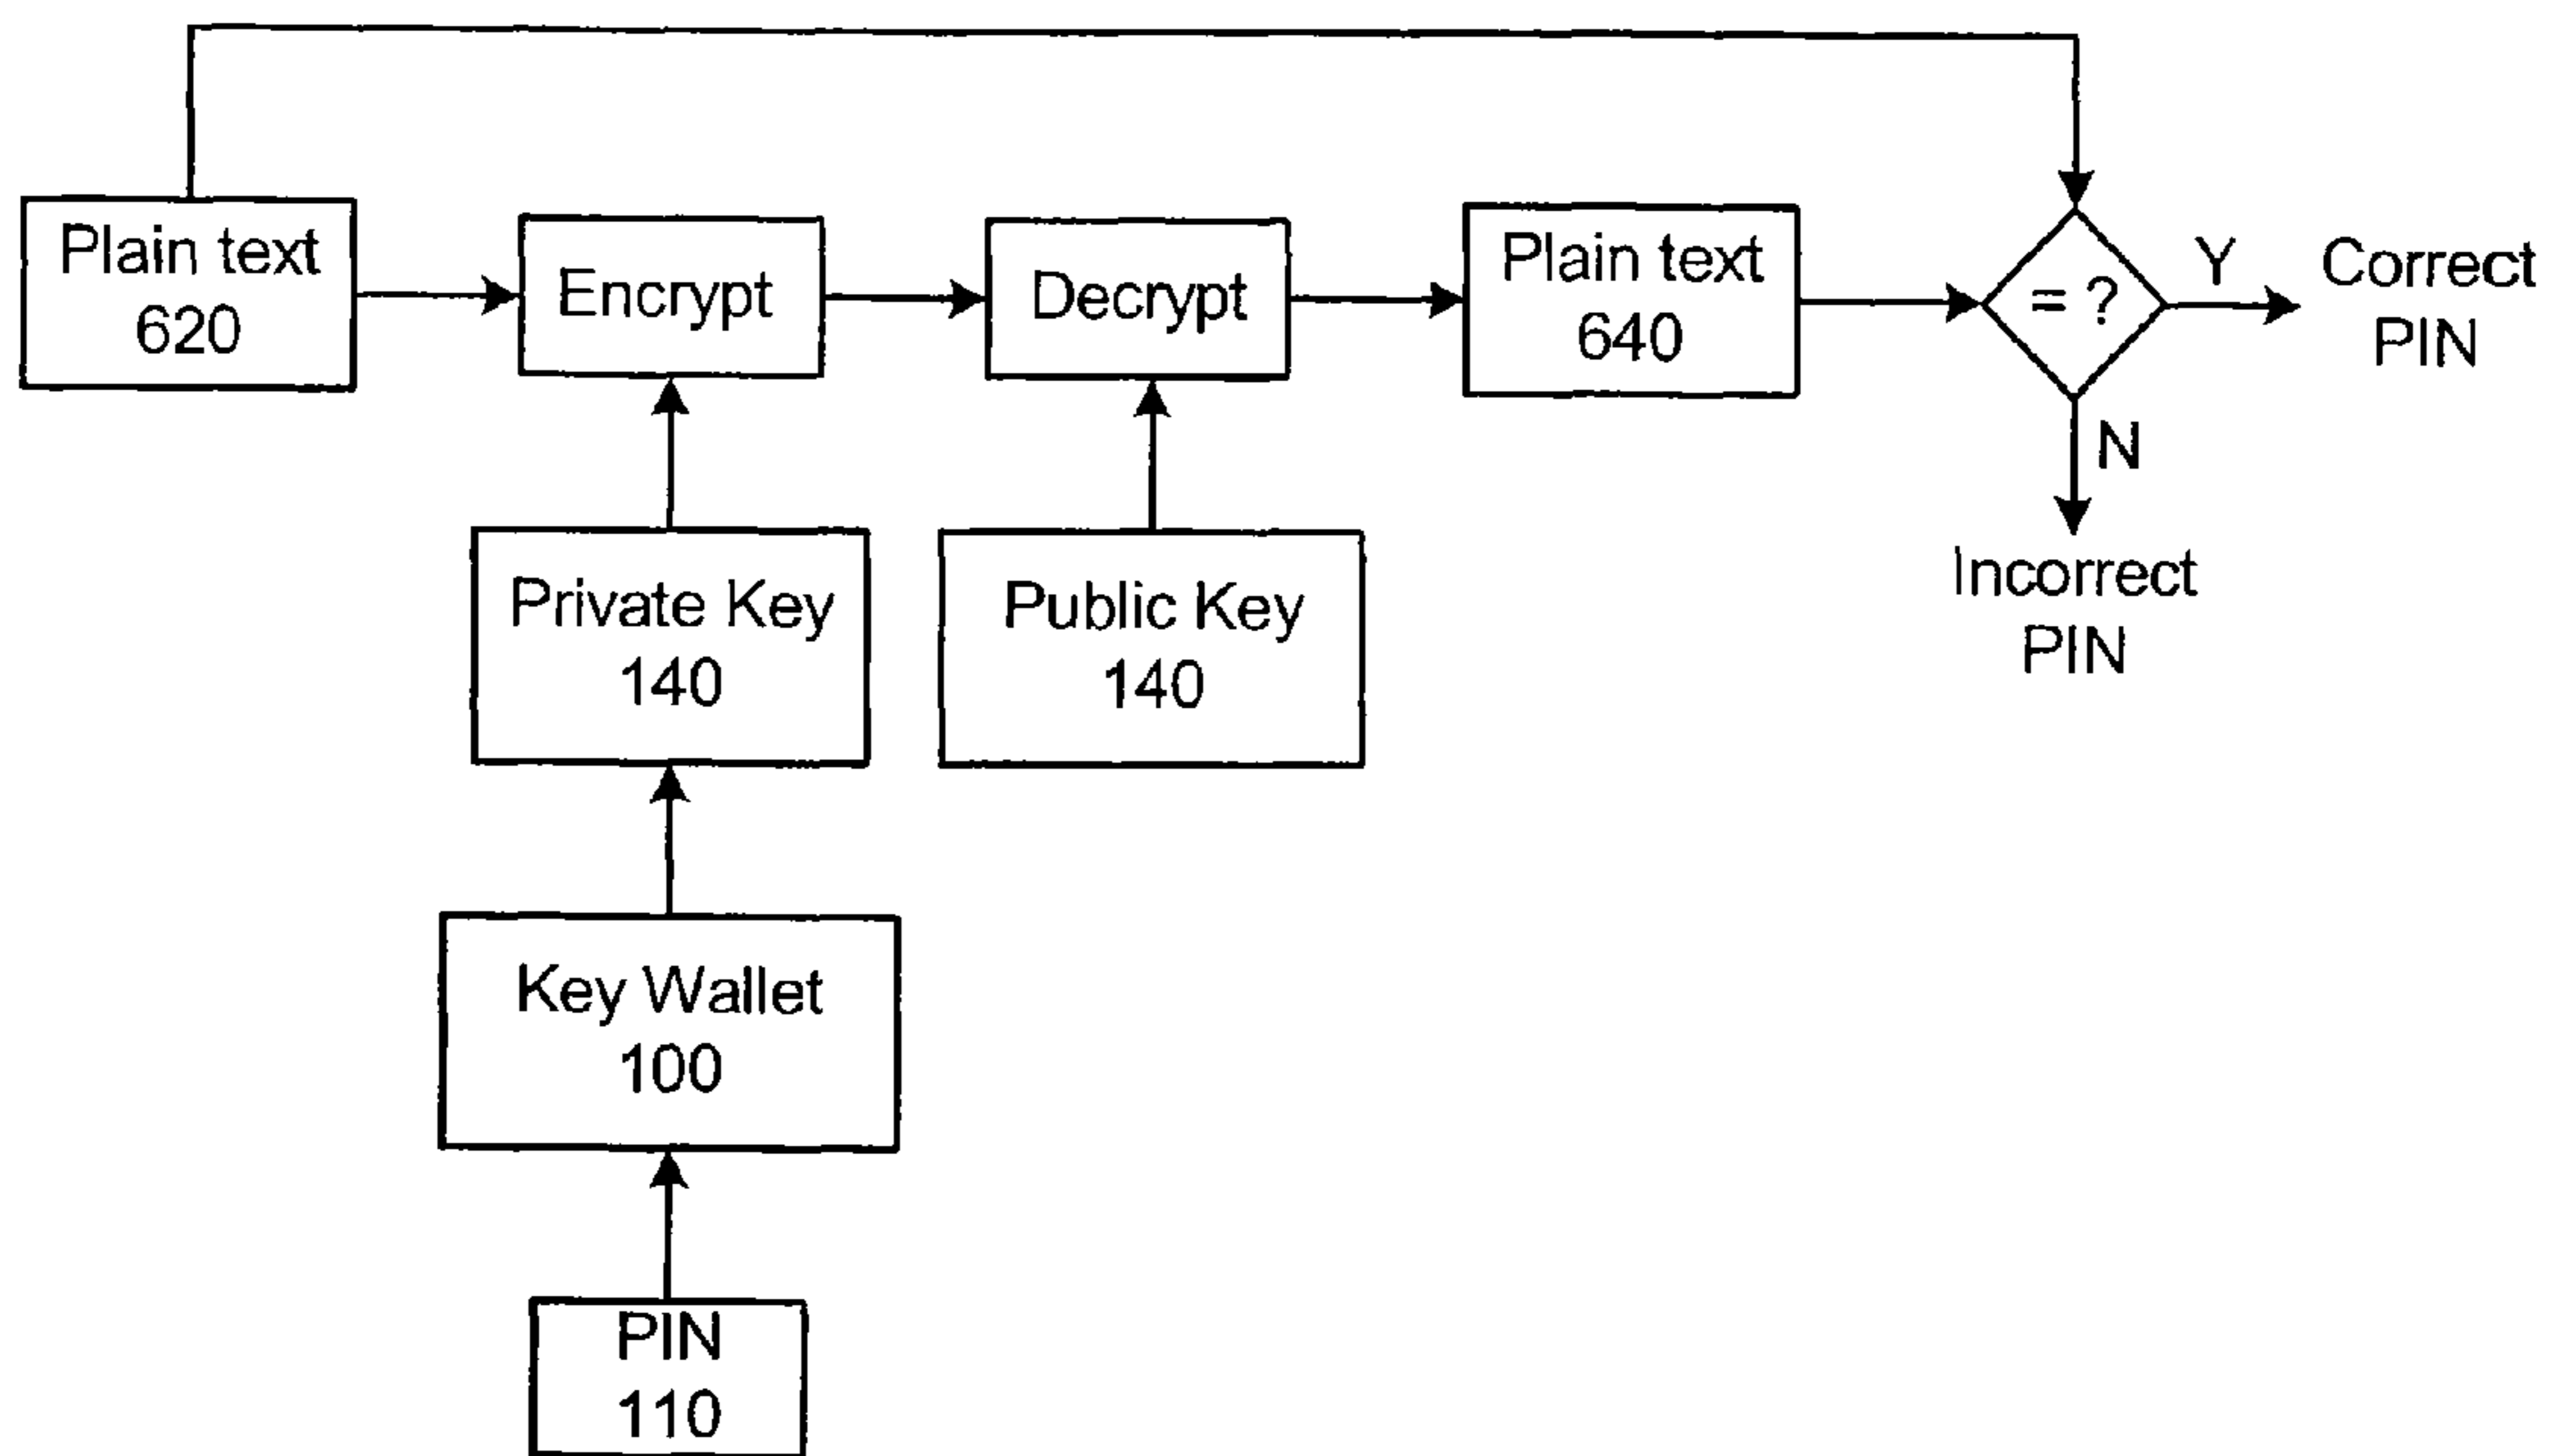 Plain text
620
Encrypt
Decrypt
Plain text
640
= ?
Y
Correct
PIN
N
Incorrect
PIN
Private Key
140
Public Key
140
Key Wallet
100
PIN
110